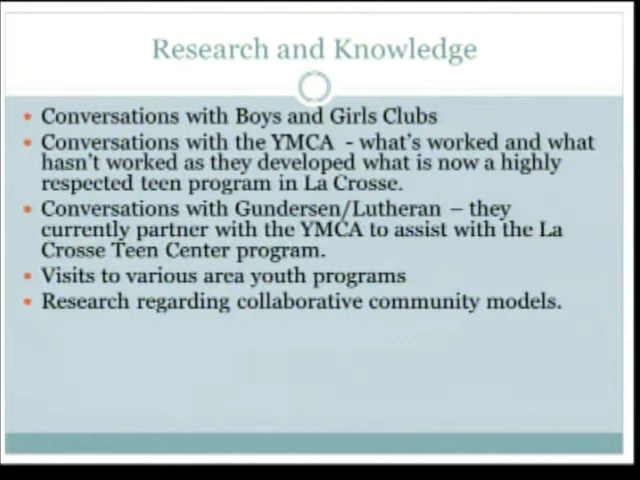 Research and Knowledge
• Conversations with Boys and Girls Clubs
• Conversations with the YMCA - what's worked and what
hasn't worked as they developed what is now a highly
respected teen program in La Crosse.
• Conversations with Gundersen/Lutheran – they
currently partner with the YMCA to assist with the La
Crosse Teen Center program.
• Visits to various area youth programs
• Research regarding collaborative community models.